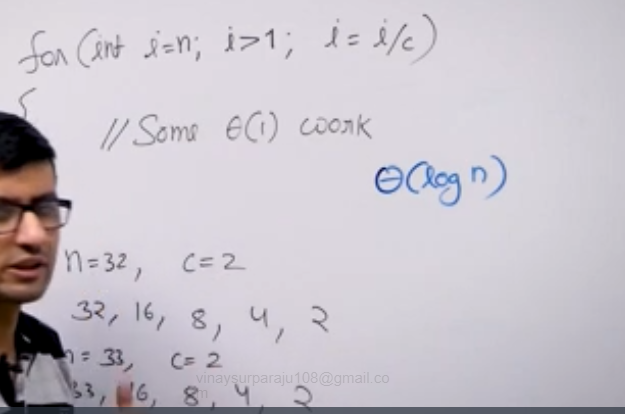 for (int i=n; i>1; i = i/c)
{
// Some θ(1) work
θ(log n)
n=32, c=2
32, 16, 8, 4, 2
n = 33, c=2
vinaysurparaju108@gmail.co
m
33, 16, 8, 4, 2